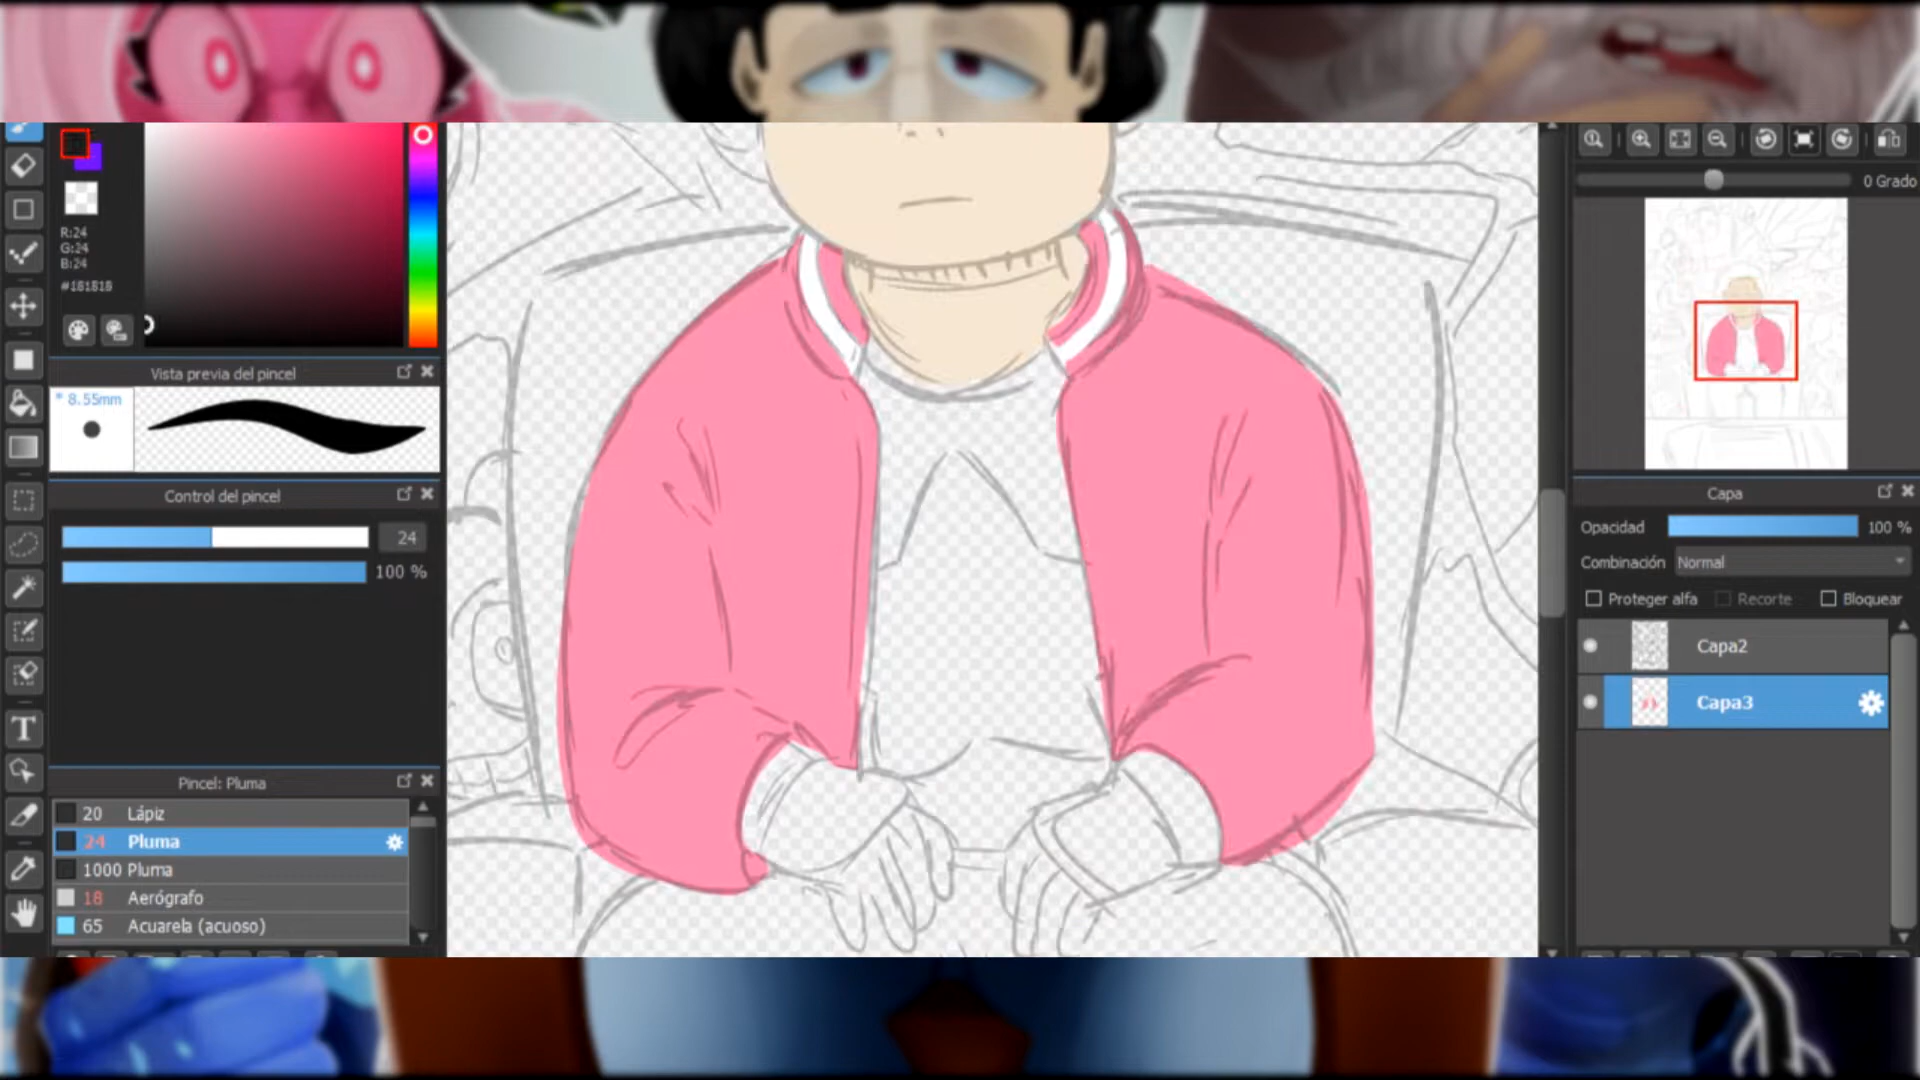 R:24
G:24
B:24
#181818
Vista previa del pincel
* 8.55mm
Control del pincel
24
100 %
Pincel: Pluma
20 Lápiz
24 Pluma
1000 Pluma
18 Aerógrafo
65 Acuarela (acuoso)
0 Grado
Capa
Opacidad 100 %
Combinación Normal
Proteger alfa Recorte Bloquear
Capa2
Capa3